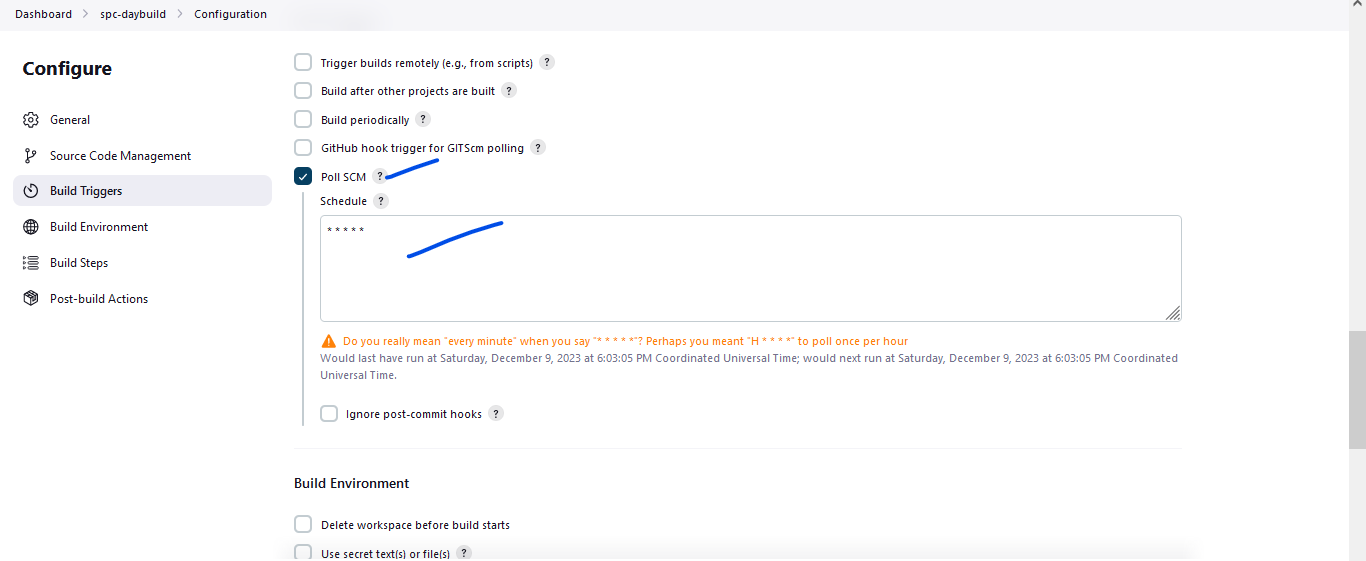 Dashboard > spc-daybuild > Configuration
Configure
General
Source Code Management
Build Triggers
Build Environment
Build Steps
Post-build Actions
Trigger builds remotely (e.g., from scripts) ?
Build after other projects are built ?
Build periodically ?
GitHub hook trigger for GITScm polling ?
Poll SCM ?
Schedule ?
* * * * *
Do you really mean "every minute" when you say "* * * * *"? Perhaps you meant "H * * * *" to poll once per hour
Would last have run at Saturday, December 9, 2023 at 6:03:05 PM Coordinated Universal Time; would next run at Saturday, December 9, 2023 at 6:03:05 PM Coordinated
Universal Time.
Ignore post-commit hooks ?
Build Environment
Delete workspace before build starts
Use secret text(s) or file(s) ?